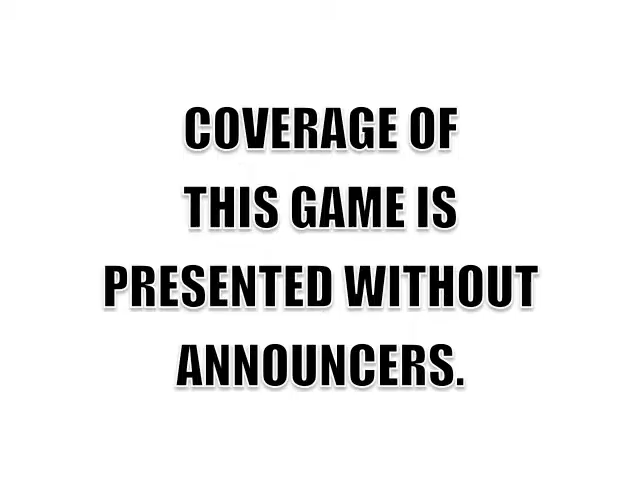 COVERAGE OF
THIS GAME IS
PRESENTED WITHOUT
ANNOUNCERS.